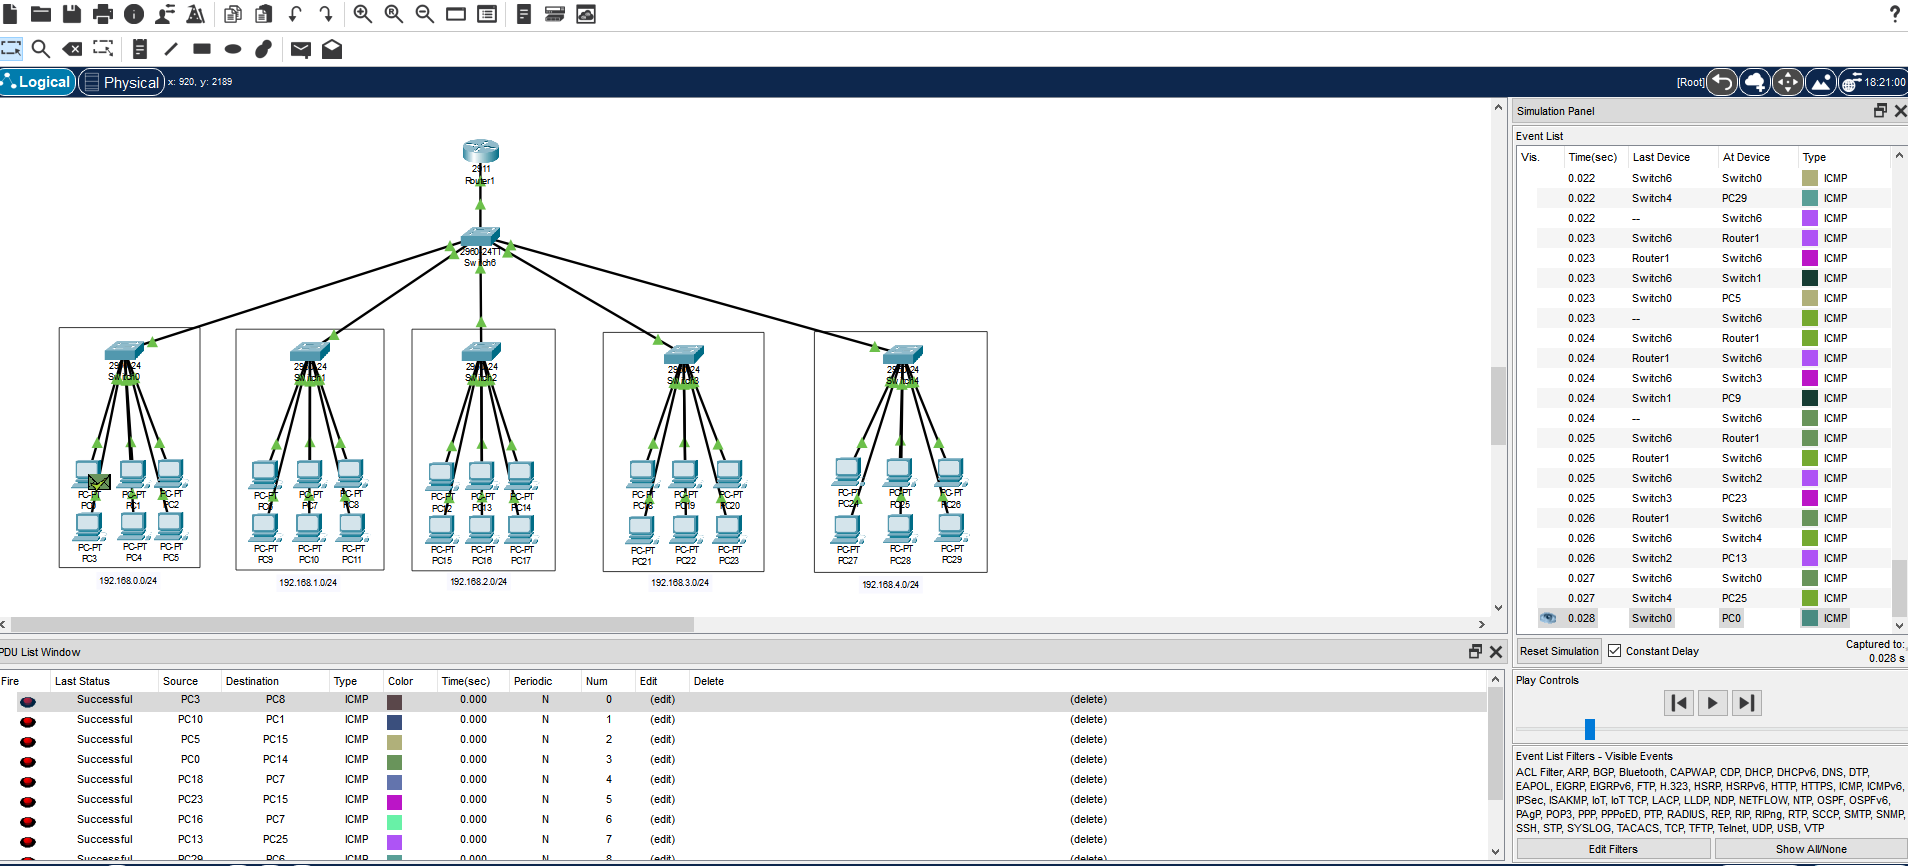 Logical Physical x: 920, y: 2189 [Root] 18:21:00
2911
Router1
2960-24TT
Switch6
2960-24
Switch0
2960-24
Switch1
2960-24
Switch2
2960-24
Switch3
2960-24
Switch4
PC-PT
PC0
PC-PT
PC1
PC-PT
PC2
PC-PT
PC3
PC-PT
PC4
PC-PT
PC5
192.168.0.0/24
PC-PT
PC6
PC-PT
PC7
PC-PT
PC8
PC-PT
PC9
PC-PT
PC10
PC-PT
PC11
192.168.1.0/24
PC-PT
PC12
PC-PT
PC13
PC-PT
PC14
PC-PT
PC15
PC-PT
PC16
PC-PT
PC17
192.168.2.0/24
PC-PT
PC18
PC-PT
PC19
PC-PT
PC20
PC-PT
PC21
PC-PT
PC22
PC-PT
PC23
192.168.3.0/24
PC-PT
PC24
PC-PT
PC25
PC-PT
PC26
PC-PT
PC27
PC-PT
PC28
PC-PT
PC29
192.168.4.0/24
Simulation Panel
Event List
Vis. Time(sec) Last Device At Device Type
0.022 Switch6 Switch0 ICMP
0.022 Switch4 PC29 ICMP
0.022 -- Switch6 ICMP
0.023 Switch6 Router1 ICMP
0.023 Router1 Switch6 ICMP
0.023 Switch6 Switch1 ICMP
0.023 Switch0 PC5 ICMP
0.023 -- Switch6 ICMP
0.024 Switch6 Router1 ICMP
0.024 Router1 Switch6 ICMP
0.024 Switch6 Switch3 ICMP
0.024 Switch1 PC9 ICMP
0.024 -- Switch6 ICMP
0.025 Switch6 Router1 ICMP
0.025 Router1 Switch6 ICMP
0.025 Switch6 Switch2 ICMP
0.025 Switch3 PC23 ICMP
0.026 Router1 Switch6 ICMP
0.026 Switch6 Switch4 ICMP
0.026 Switch2 PC13 ICMP
0.027 Switch6 Switch0 ICMP
0.027 Switch4 PC25 ICMP
0.028 Switch0 PC0 ICMP
Reset Simulation Constant Delay Captured to:
0.028 s
Play Controls
Event List Filters - Visible Events
ACL Filter, ARP, BGP, Bluetooth, CAPWAP, CDP, DHCP, DHCPv6, DNS, DTP,
EAPOL, EIGRP, EIGRPv6, FTP, H.323, HSRP, HSRPv6, HTTP, HTTPS, ICMP, ICMPv6,
IPSec, ISAKMP, IoT, IoT TCP, LACP, LLDP, NDP, NETFLOW, NTP, OSPF, OSPFv6,
PAgP, POP3, PPP, PPPoED, PTP, RADIUS, REP, RIP, RIPng, RTP, SCCP, SMTP, SNMP,
SSH, STP, SYSLOG, TACACS, TCP, TFTP, Telnet, UDP, USB, VTP
Edit Filters Show All/None
PDU List Window
Fire Last Status Source Destination Type Color Time(sec) Periodic Num Edit Delete
Successful PC3 PC8 ICMP 0.000 N 0 (edit) (delete)
Successful PC10 PC1 ICMP 0.000 N 1 (edit) (delete)
Successful PC5 PC15 ICMP 0.000 N 2 (edit) (delete)
Successful PC0 PC14 ICMP 0.000 N 3 (edit) (delete)
Successful PC18 PC7 ICMP 0.000 N 4 (edit) (delete)
Successful PC23 PC15 ICMP 0.000 N 5 (edit) (delete)
Successful PC16 PC7 ICMP 0.000 N 6 (edit) (delete)
Successful PC13 PC25 ICMP 0.000 N 7 (edit) (delete)
Successful PC29 PC6 ICMP 0.000 N 8 (edit) (delete)